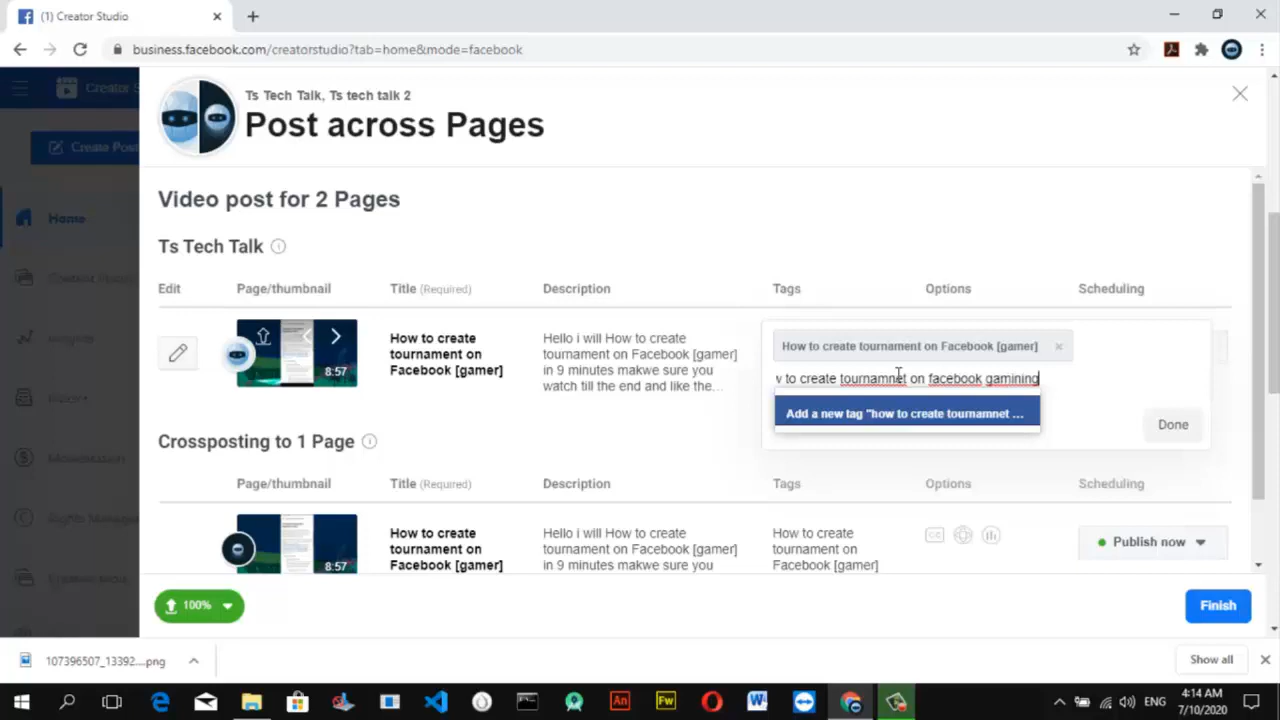 (1) Creator Studio
business.facebook.com/creatorstudio?tab=home&mode=facebook
Creator S
Create Post
Home
Ts Tech Talk, Ts tech talk 2
Post across Pages
Video post for 2 Pages
Ts Tech Talk
Edit Page/thumbnail Title (Required) Description Tags Options Scheduling
8:57
How to create
tournament on
Facebook [gamer]
Hello i will How to create
tournament on Facebook [gamer]
in 9 minutes makwe sure you
watch till the end and like the...
How to create tournament on Facebook [gamer]
v to create tournamnet on facebook gamining
Add a new tag "how to create tournamnet ...
Done
Crossposting to 1 Page
Page/thumbnail Title (Required) Description Tags Options Scheduling
8:57
How to create
tournament on
Facebook [gamer]
Hello i will How to create
tournament on Facebook [gamer]
in 9 minutes makwe sure you
How to create
tournament on
Facebook [gamer]
CC
Publish now
100%
Finish
107396507_13392....png
Show all
An
Fw
ENG
4:14 AM
7/10/2020